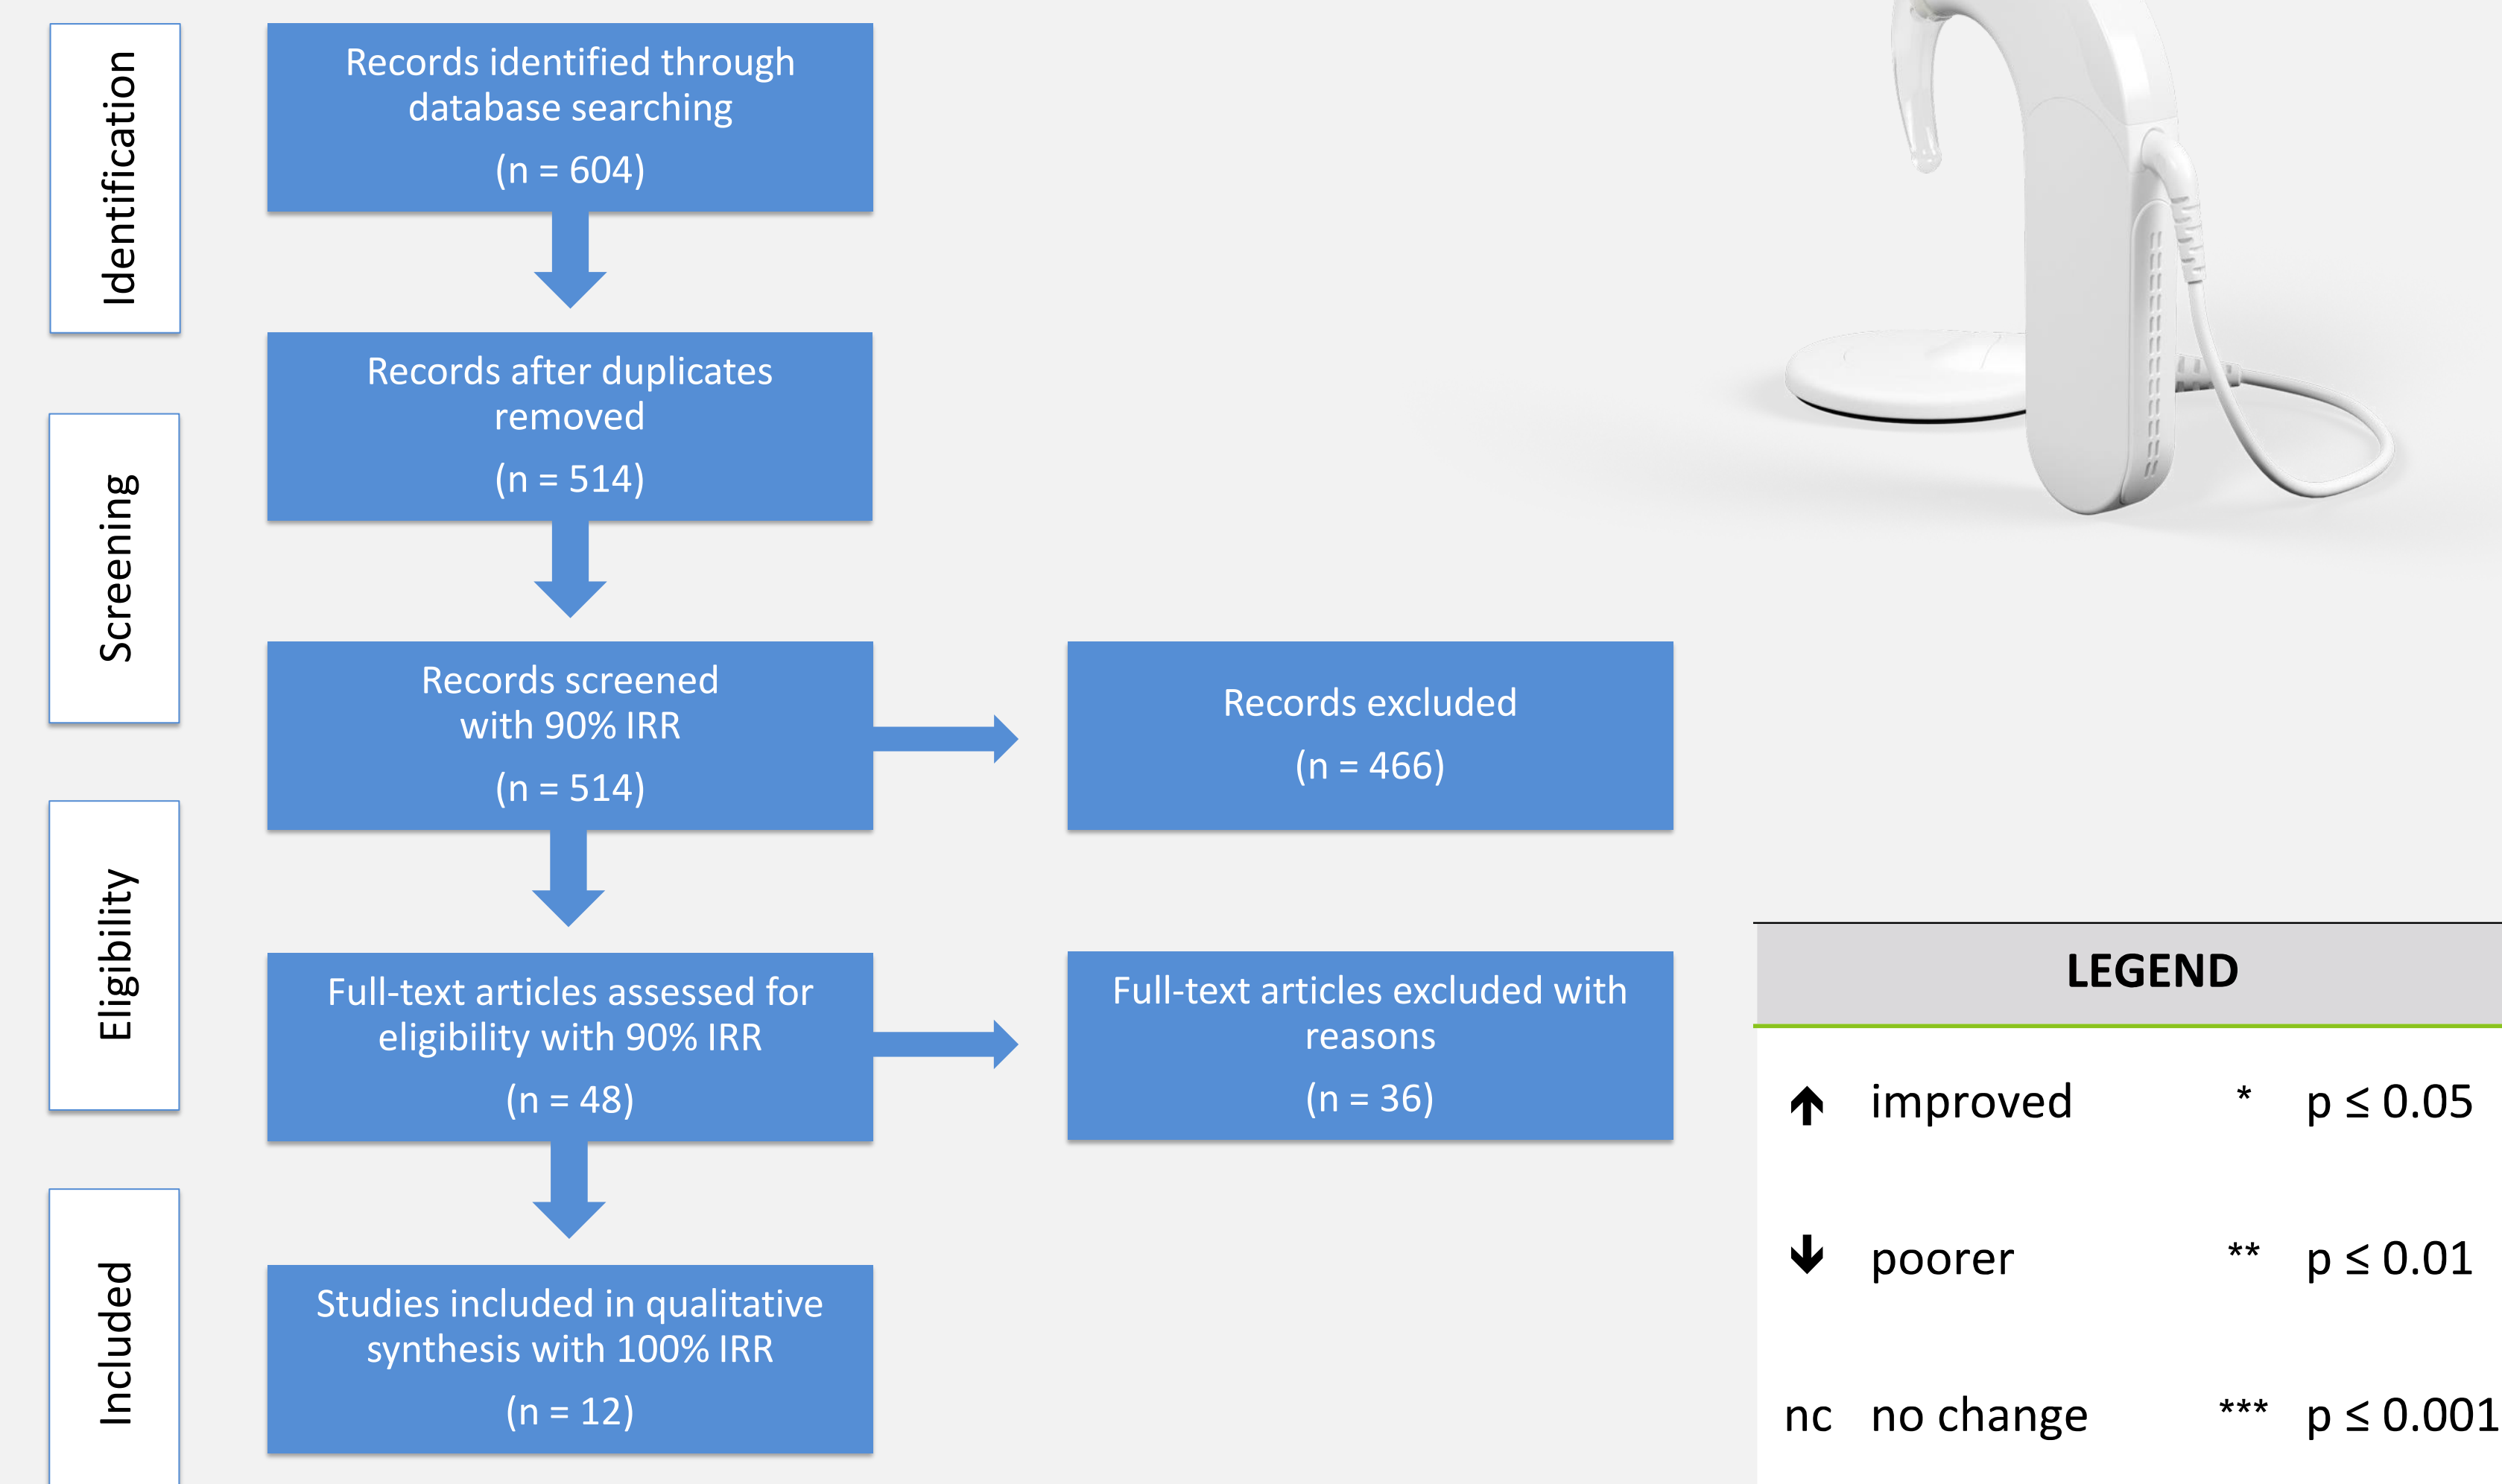 Identification
Records identified through
database searching
(n = 604)
Records after duplicates
removed
(n = 514)
Screening
Records screened
with 90% IRR
(n = 514)
Records excluded
(n = 466)
Eligibility
Full-text articles assessed for
eligibility with 90% IRR
(n = 48)
Full-text articles excluded with
reasons
(n = 36)
Included
Studies included in qualitative
synthesis with 100% IRR
(n = 12)
LEGEND
↑ improved * p ≤ 0.05
↓ poorer ** p ≤ 0.01
nc no change *** p ≤ 0.001